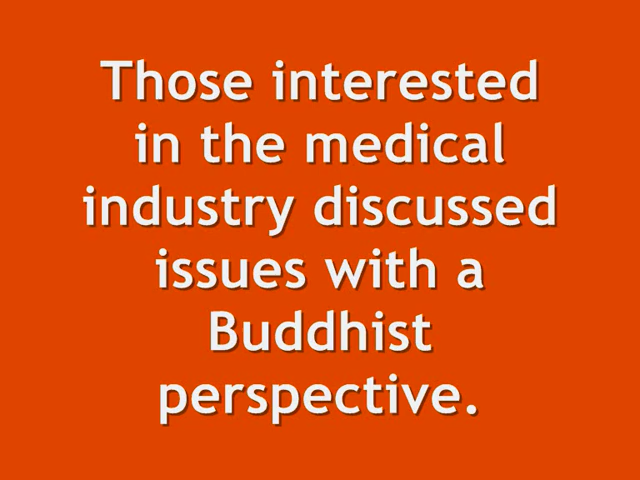 Those interested
in the medical
industry discussed
issues with a
Buddhist
perspective.